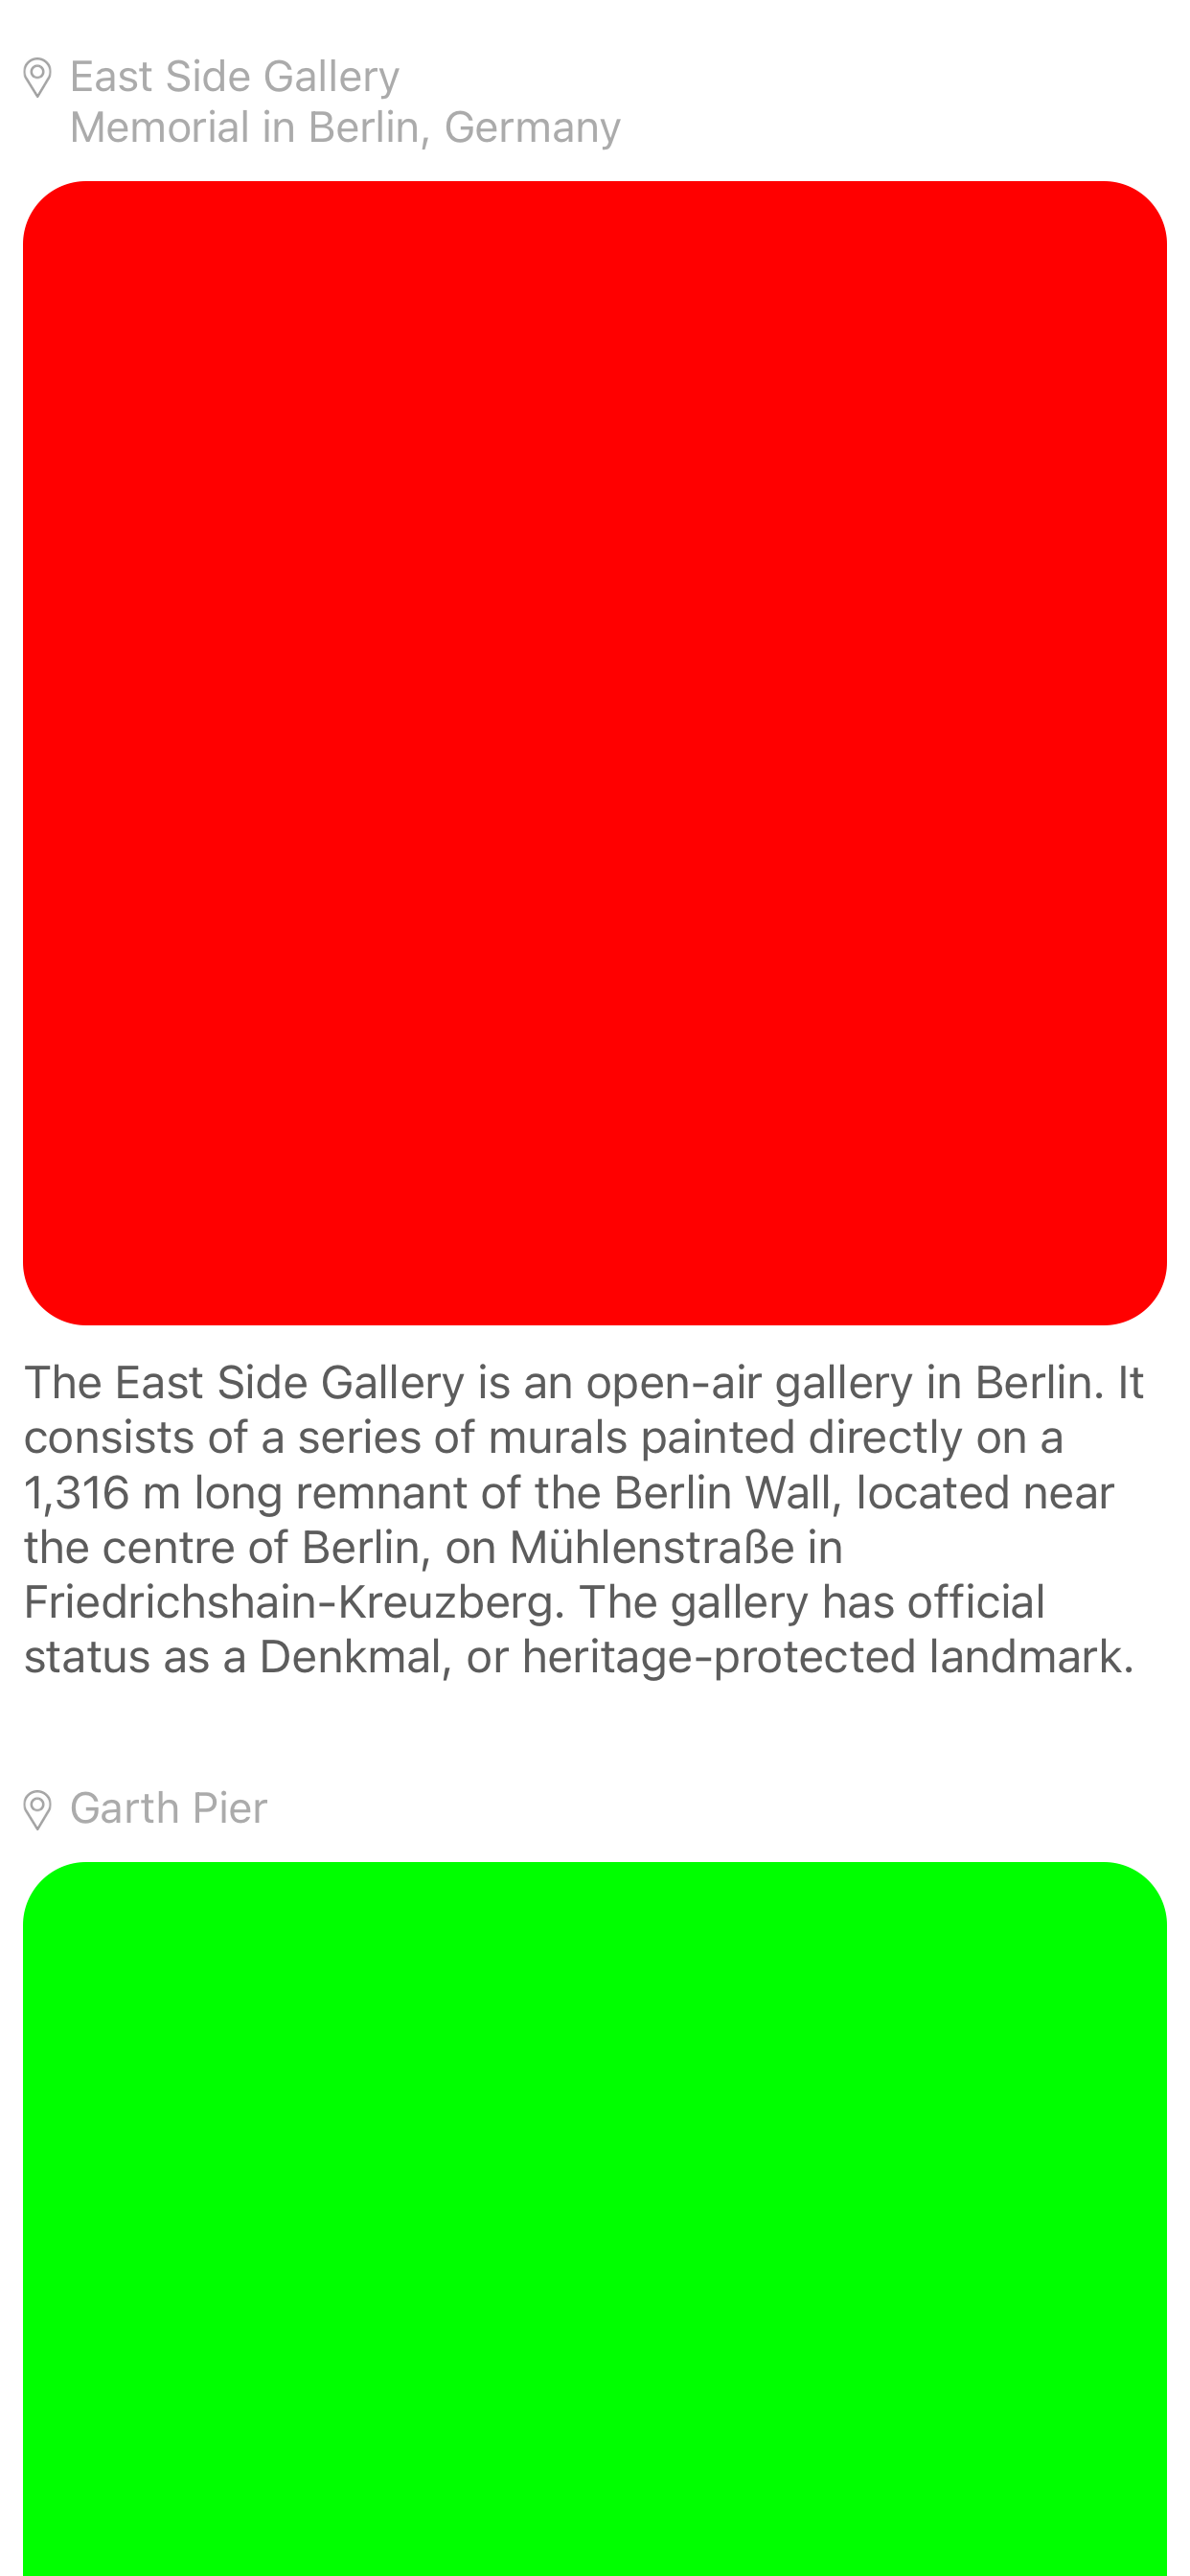 East Side Gallery
Memorial in Berlin, Germany
The East Side Gallery is an open-air gallery in Berlin. It
consists of a series of murals painted directly on a
1,316 m long remnant of the Berlin Wall, located near
the centre of Berlin, on Mühlenstraße in
Friedrichshain-Kreuzberg. The gallery has official
status as a Denkmal, or heritage-protected landmark.
Garth Pier